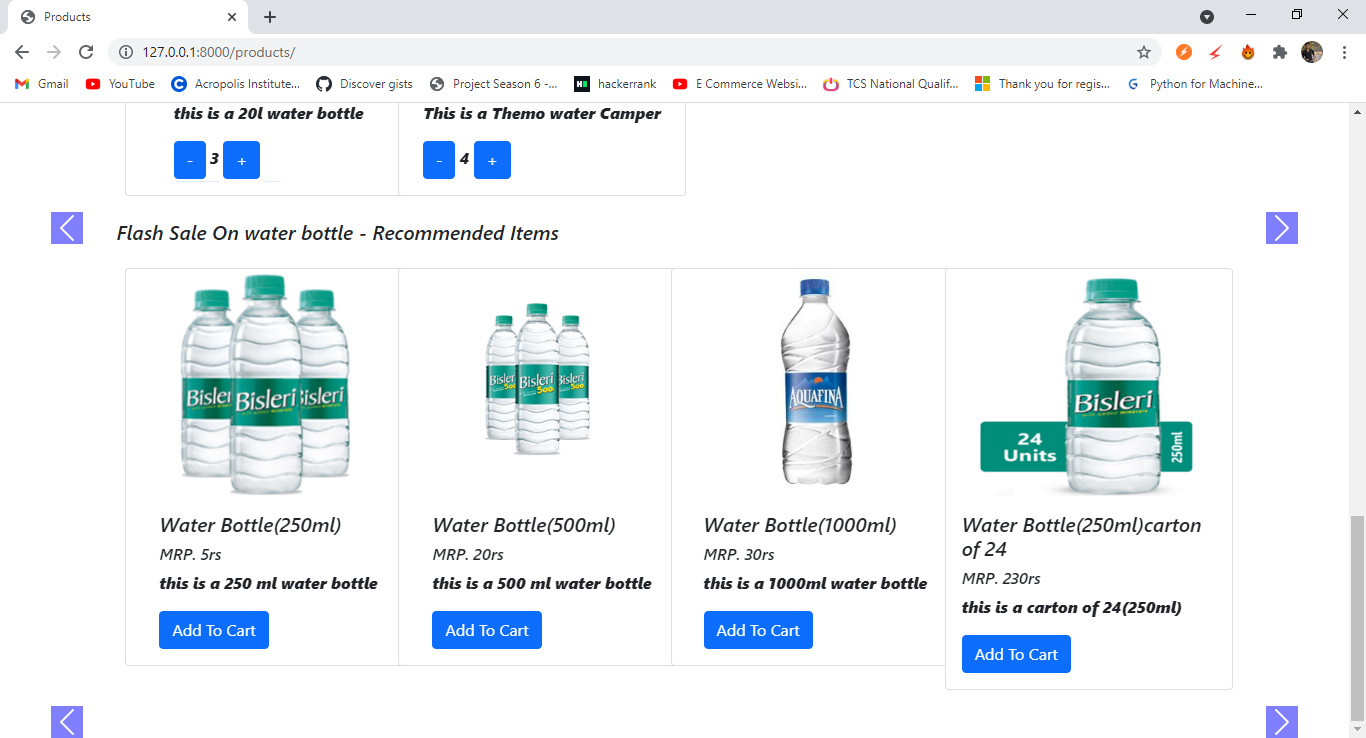 Products
127.0.0.1:8000/products/
Gmail
YouTube
Acropolis Institute...
Discover gists
Project Season 6 -...
hackerrank
E Commerce Websi...
TCS National Qualif...
Thank you for regis...
Python for Machine...
this is a 20l water bottle
This is a Themo water Camper
- 3 +
- 4 +
Flash Sale On water bottle - Recommended Items
Bisleri
Bisleri
Bisleri
Bisleri 500
Bisleri 500
Bisleri 500
AQUAFINA
Bisleri
24
Units
250ml
Water Bottle(250ml)
MRP. 5rs
this is a 250 ml water bottle
Add To Cart
Water Bottle(500ml)
MRP. 20rs
this is a 500 ml water bottle
Add To Cart
Water Bottle(1000ml)
MRP. 30rs
this is a 1000ml water bottle
Add To Cart
Water Bottle(250ml)carton
of 24
MRP. 230rs
this is a carton of 24(250ml)
Add To Cart